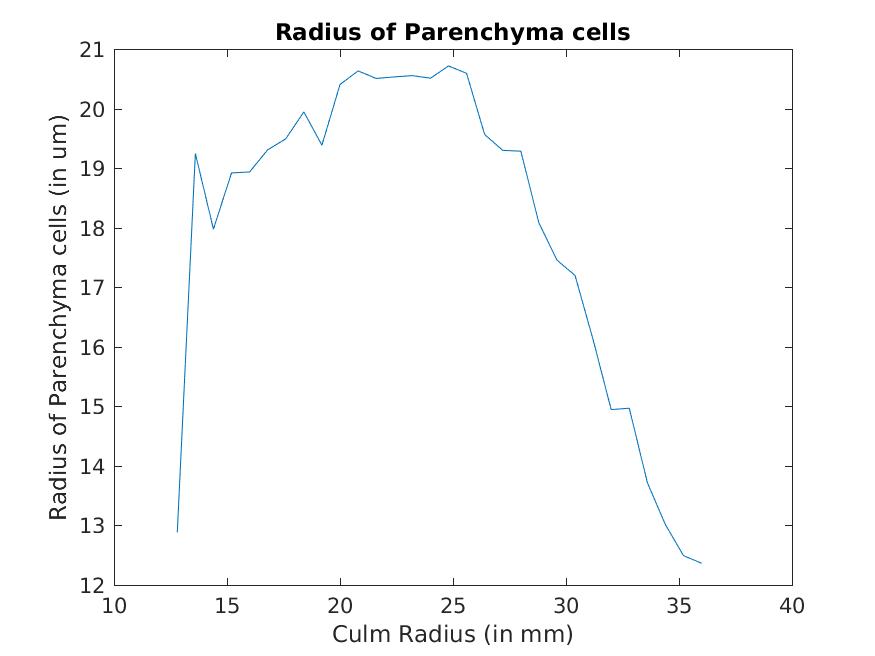 Radius of Parenchyma cells
Radius of Parenchyma cells (in um)
21
20
19
18
17
16
15
14
13
12
10 15 20 25 30 35 40
Culm Radius (in mm)